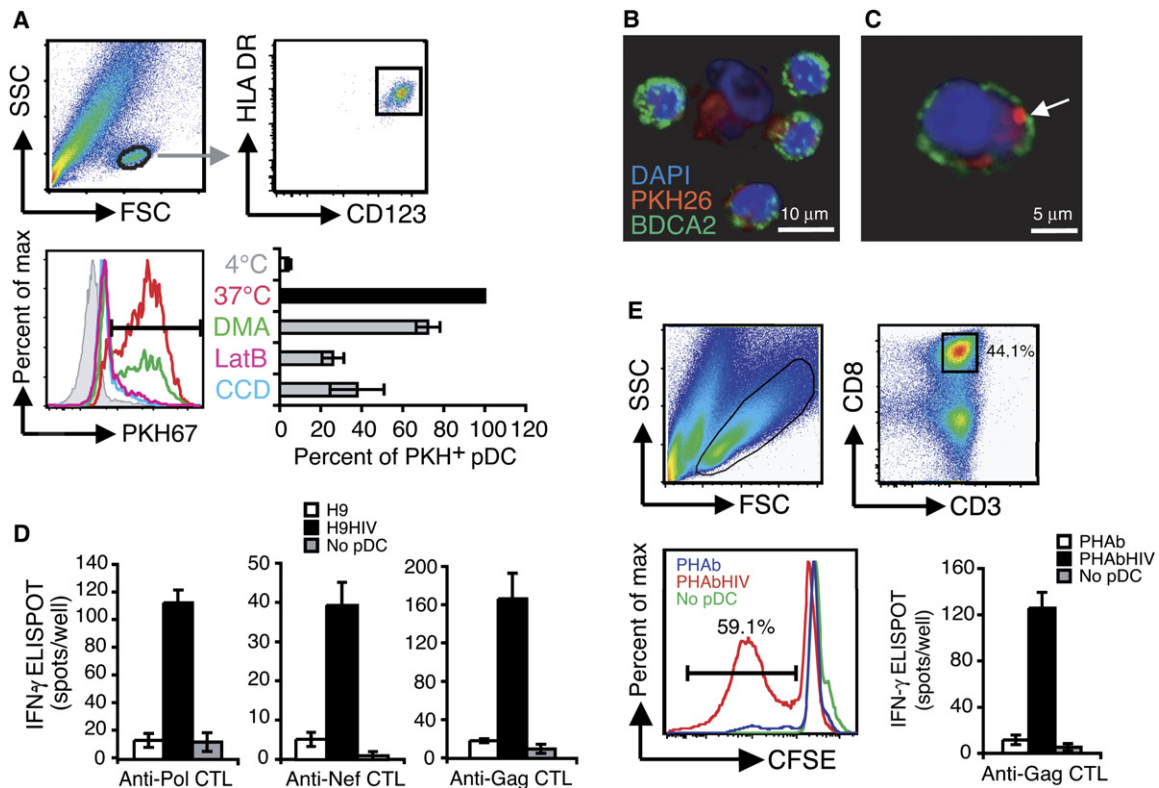 A
SSC
FSC
HLA DR
CD123
Percent of max
PKH67
4°C
37°C
DMA
LatB
CCD
0 20 40 60 80 100 120
Percent of PKH+ pDC
B
DAPI
PKH26
BDCA2
10 μm
C
5 μm
D
H9
H9HIV
No pDC
IFN-γ ELISPOT
(spots/well)
140
120
100
80
60
40
20
0
Anti-Pol CTL
50
40
30
20
10
5
0
Anti-Nef CTL
200
160
120
80
40
0
Anti-Gag CTL
E
SSC
FSC
CD8
44.1%
CD3
Percent of max
PHAb
PHAbHIV
No pDC
59.1%
CFSE
PHAb
PHAbHIV
No pDC
IFN-γ ELISPOT
(spots/well)
160
120
60
0
Anti-Gag CTL